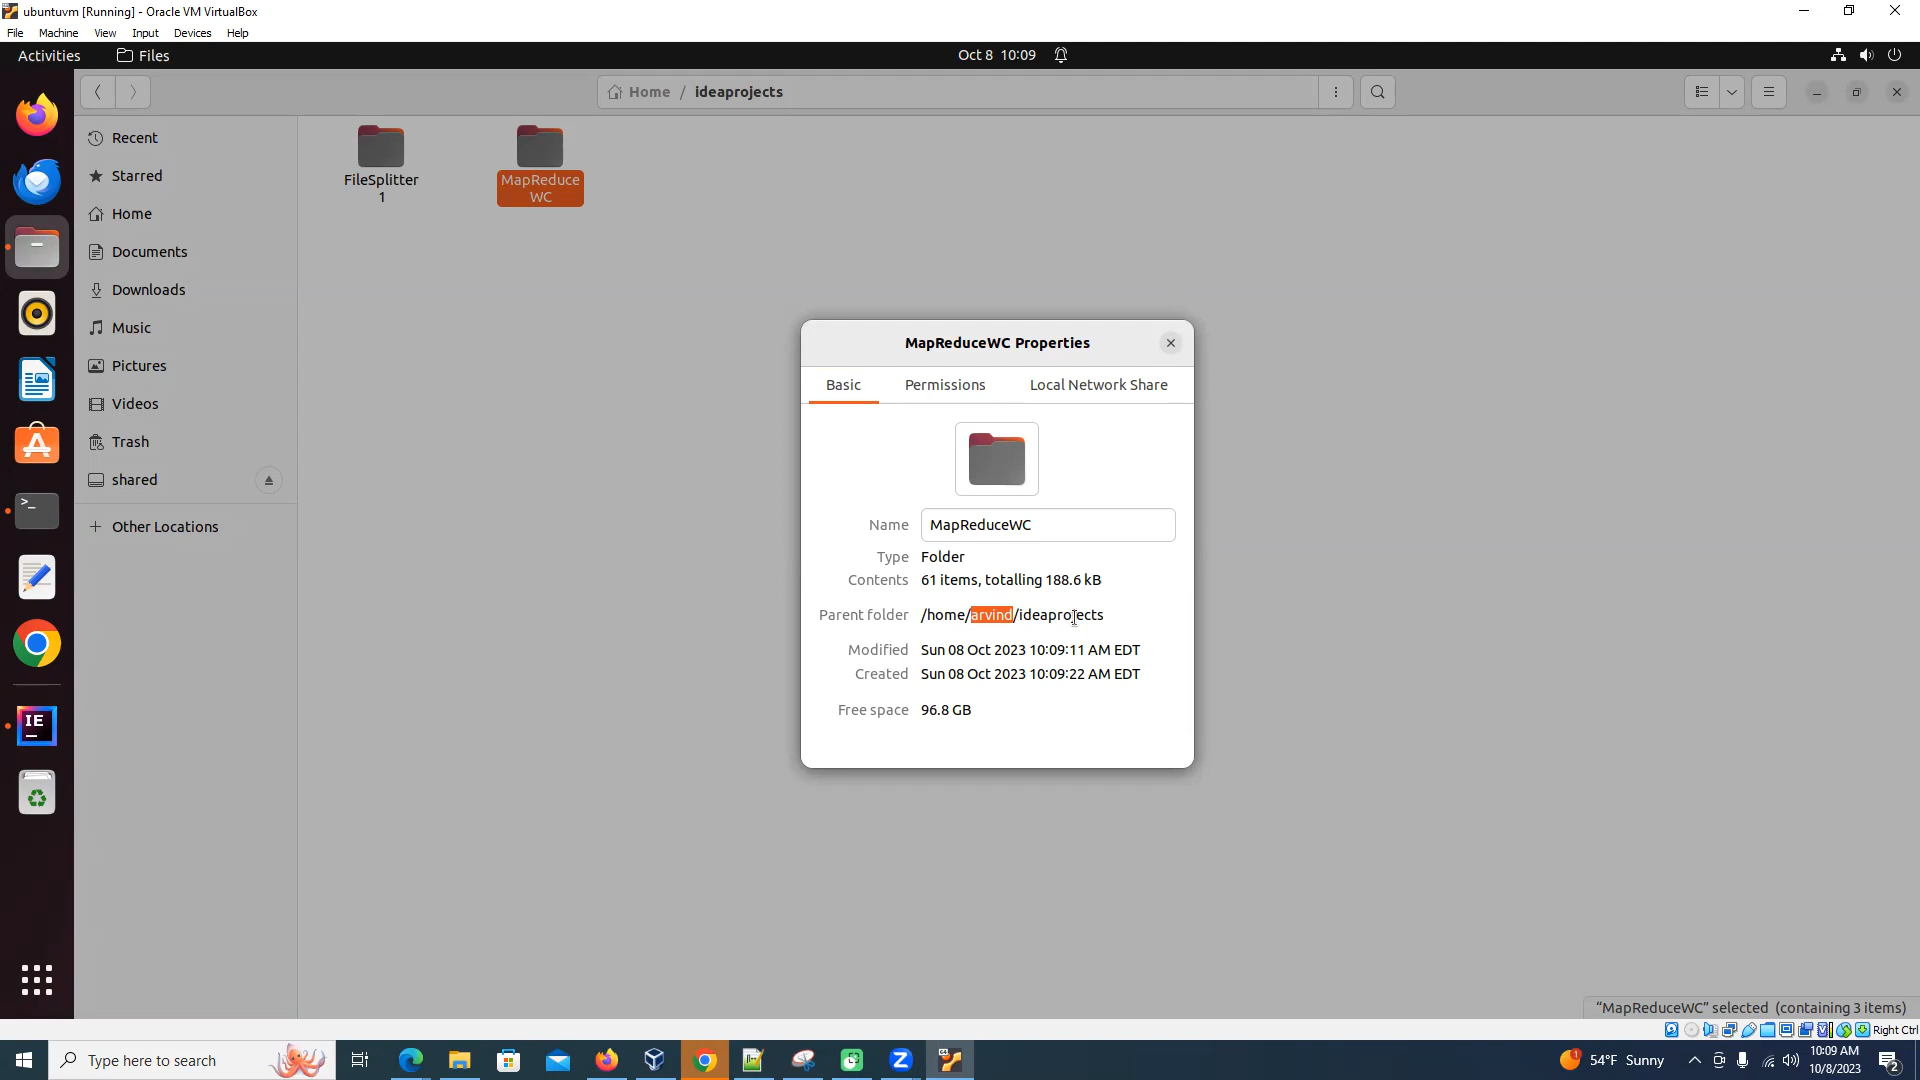 ubuntuvm [Running] - Oracle VM VirtualBox
File Machine View Input Devices Help
Activities Files Oct 8 10:09
Home / ideaprojects
Recent
Starred
Home
Documents
Downloads
Music
Pictures
Videos
Trash
shared
+ Other Locations
FileSplitter
1
MapReduce
WC
MapReduceWC Properties
Basic Permissions Local Network Share
Name MapReduceWC
Type Folder
Contents 61 items, totalling 188.6 kB
Parent folder /home/arvind/ideaprojects
Modified Sun 08 Oct 2023 10:09:11 AM EDT
Created Sun 08 Oct 2023 10:09:22 AM EDT
Free space 96.8 GB
>_
IE
"MapReduceWC" selected (containing 3 items)
Right Ctrl
Type here to search
Z
1
54°F Sunny
10:09 AM
10/8/2023
2